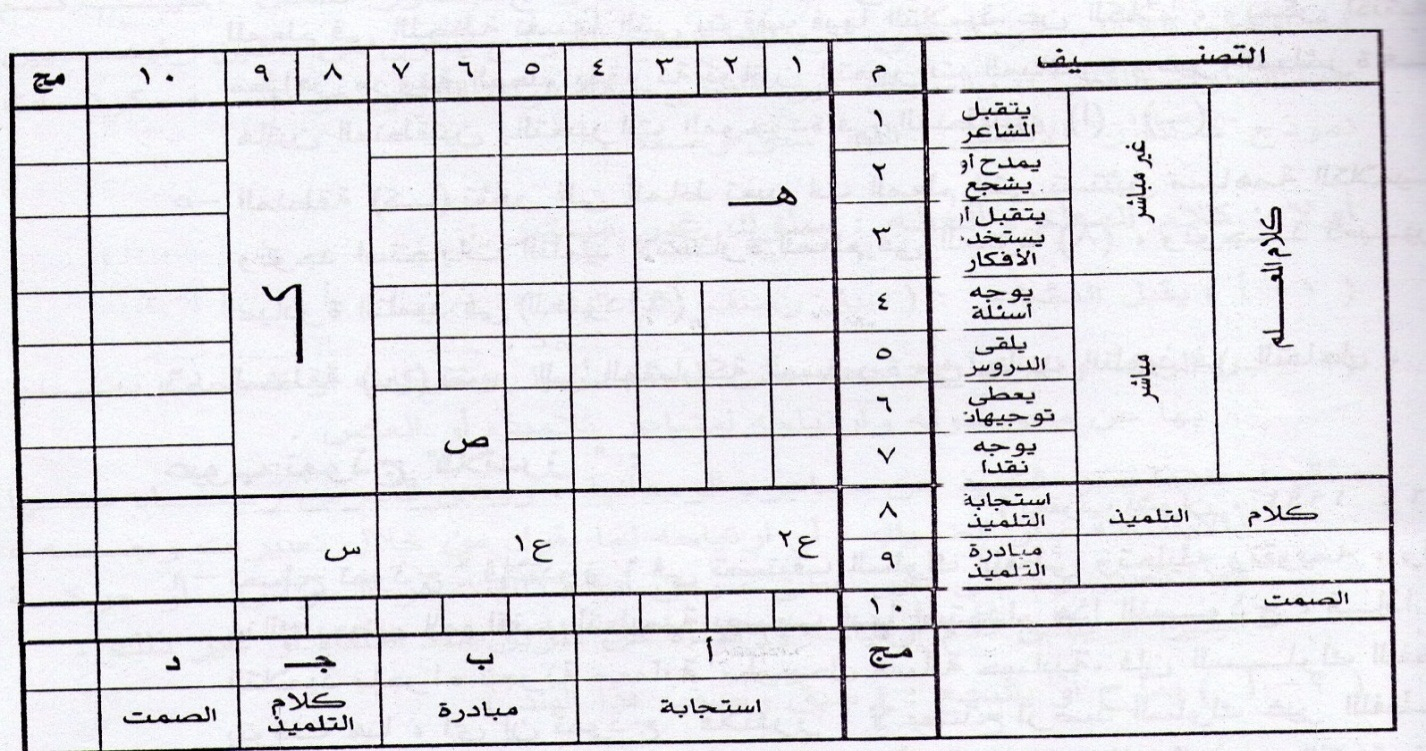 التصنيف م ١ ٢ ٣ ٤ ٥ ٦ ٧ ٨ ٩ ١٠ مج
كلام المعلم
غير مباشر
يتقبل المشاعر ١
يمدح أو يشجع ٢
يتقبل أو يستخد الأفكار ٣
هـ
مباشر
يوجه أسئلة ٤
يلقى الدروس ٥
يعطى توجيهات ٦
يوجه نقدا ٧
ص
كلام التلميذ
استجابة التلميذ ٨
مبادرة التلميذ ٩
ع٢ ع١ س
الصمت ١٠
مج أ ب جـ د
استجابة مبادرة كلام التلميذ الصمت